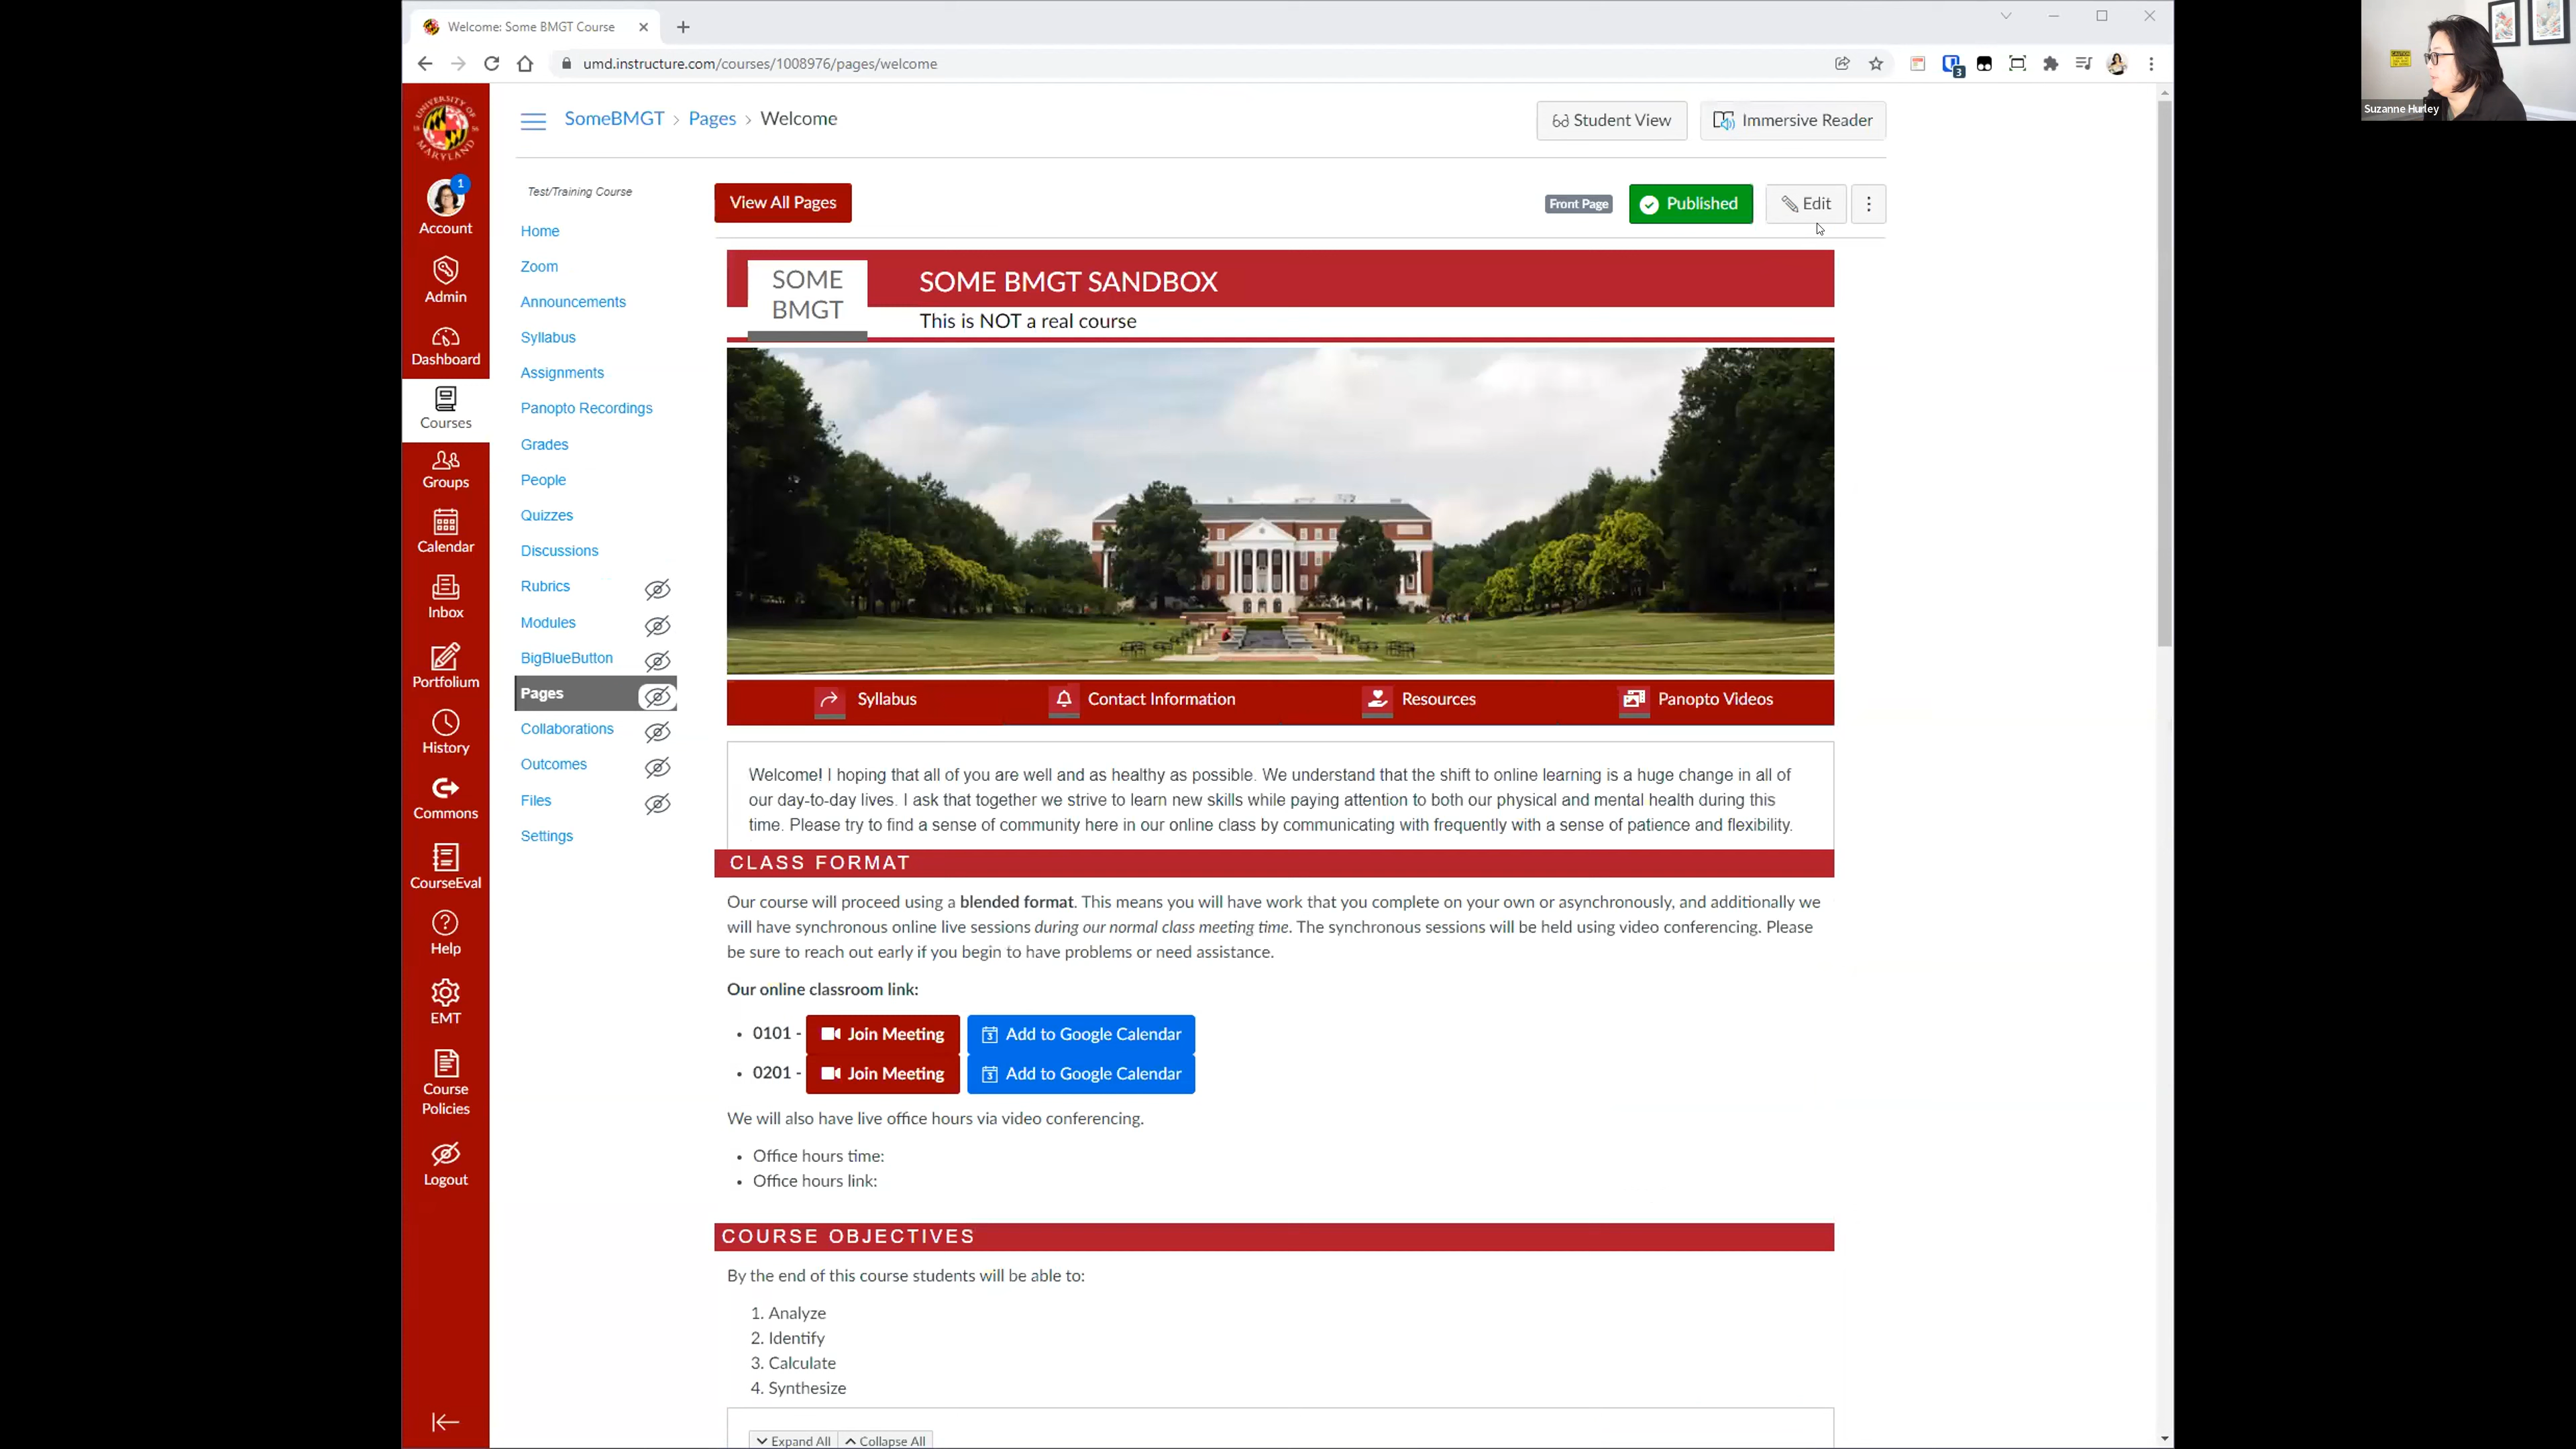 Welcome: Some BMGT Course
umd.instructure.com/courses/1008976/pages/welcome
3
Suzanne Hurley
UNIVERSITY OF
18 56
MARYLAND
1
Account
Admin
Dashboard
Courses
Groups
Calendar
Inbox
Portfolium
History
Commons
CourseEval
Help
EMT
Course
Policies
Logout
SomeBMGT > Pages > Welcome
Student View
Immersive Reader
Test/Training Course
Home
Zoom
Announcements
Syllabus
Assignments
Panopto Recordings
Grades
People
Quizzes
Discussions
Rubrics
Modules
BigBlueButton
Pages
Collaborations
Outcomes
Files
Settings
View All Pages
Front Page
Published
Edit
SOME
BMGT
SOME BMGT SANDBOX
This is NOT a real course
Syllabus
Contact Information
Resources
Panopto Videos
Welcome! I hoping that all of you are well and as healthy as possible. We understand that the shift to online learning is a huge change in all of
our day-to-day lives. I ask that together we strive to learn new skills while paying attention to both our physical and mental health during this
time. Please try to find a sense of community here in our online class by communicating with frequently with a sense of patience and flexibility.
CLASS FORMAT
Our course will proceed using a blended format. This means you will have work that you complete on your own or asynchronously, and additionally we
will have synchronous online live sessions during our normal class meeting time. The synchronous sessions will be held using video conferencing. Please
be sure to reach out early if you begin to have problems or need assistance.
Our online classroom link:
• 0101 - Join Meeting 3 Add to Google Calendar
• 0201 - Join Meeting 3 Add to Google Calendar
We will also have live office hours via video conferencing.
• Office hours time:
• Office hours link:
COURSE OBJECTIVES
By the end of this course students will be able to:
1. Analyze
2. Identify
3. Calculate
4. Synthesize
Expand All
Collapse All